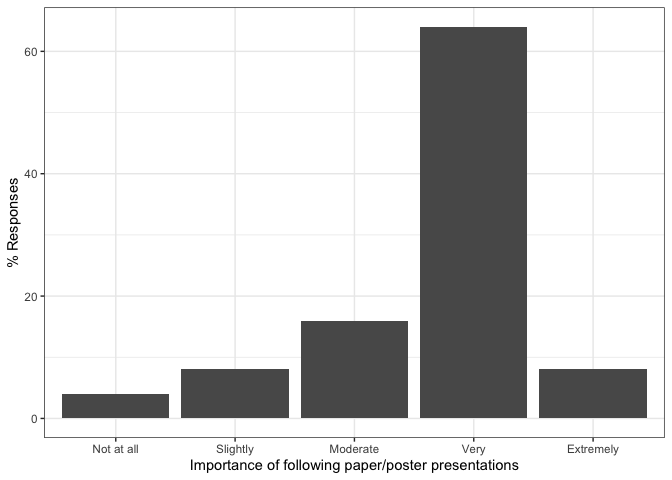 % Responses
60
40
20
0
Not at all
Slightly
Moderate
Very
Extremely
Importance of following paper/poster presentations